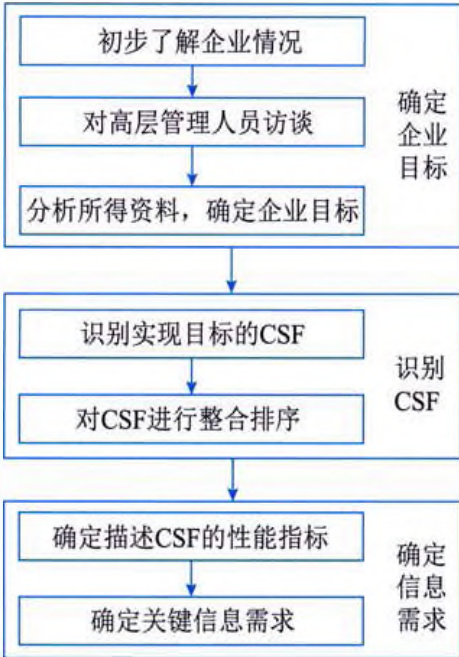 初步了解企业情况
对高层管理人员访谈
分析所得资料，确定企业目标
确定
企业
目标
识别实现目标的CSF
对CSF进行整合排序
识别
CSF
确定描述CSF的性能指标
确定关键信息需求
确定
信息
需求